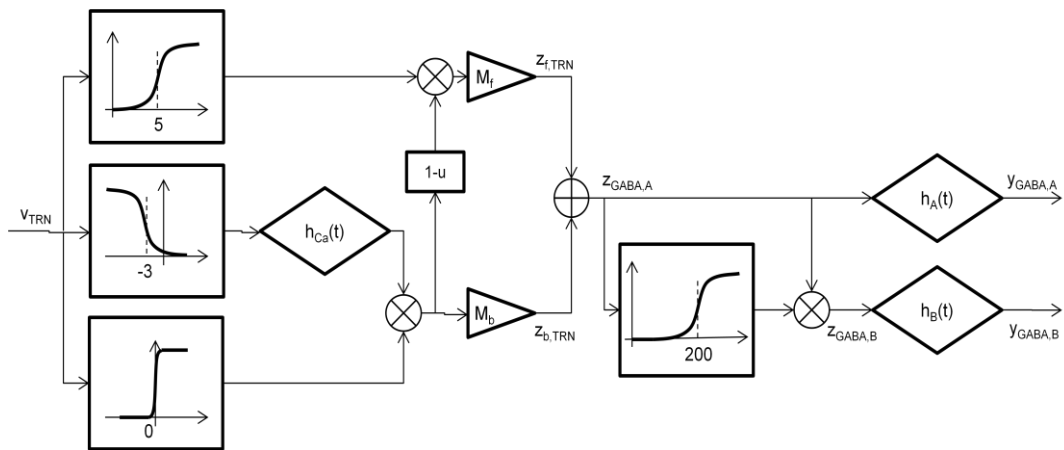 5
M_f
z_f,TRN
1-u
v_TRN
-3
h_Ca(t)
z_GABA,A
h_A(t)
y_GABA,A
M_b
z_b,TRN
200
z_GABA,B
h_B(t)
y_GABA,B
0